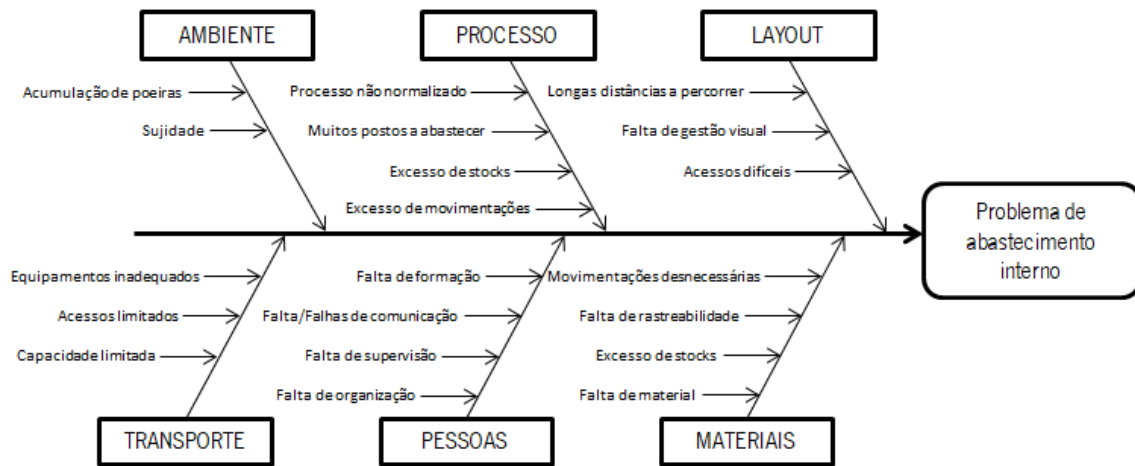 AMBIENTE
PROCESSO
LAYOUT
Acumulação de poeiras
Sujidade
Processo não normalizado
Muitos postos a abastecer
Excesso de stocks
Excesso de movimentações
Longas distâncias a percorrer
Falta de gestão visual
Acessos difíceis
Problema de
abastecimento
interno
Equipamentos inadequados
Acessos limitados
Capacidade limitada
Falta de formação
Falta/Falhas de comunicação
Falta de supervisão
Falta de organização
Movimentações desnecessárias
Falta de rastreabilidade
Excesso de stocks
Falta de material
TRANSPORTE
PESSOAS
MATERIAIS